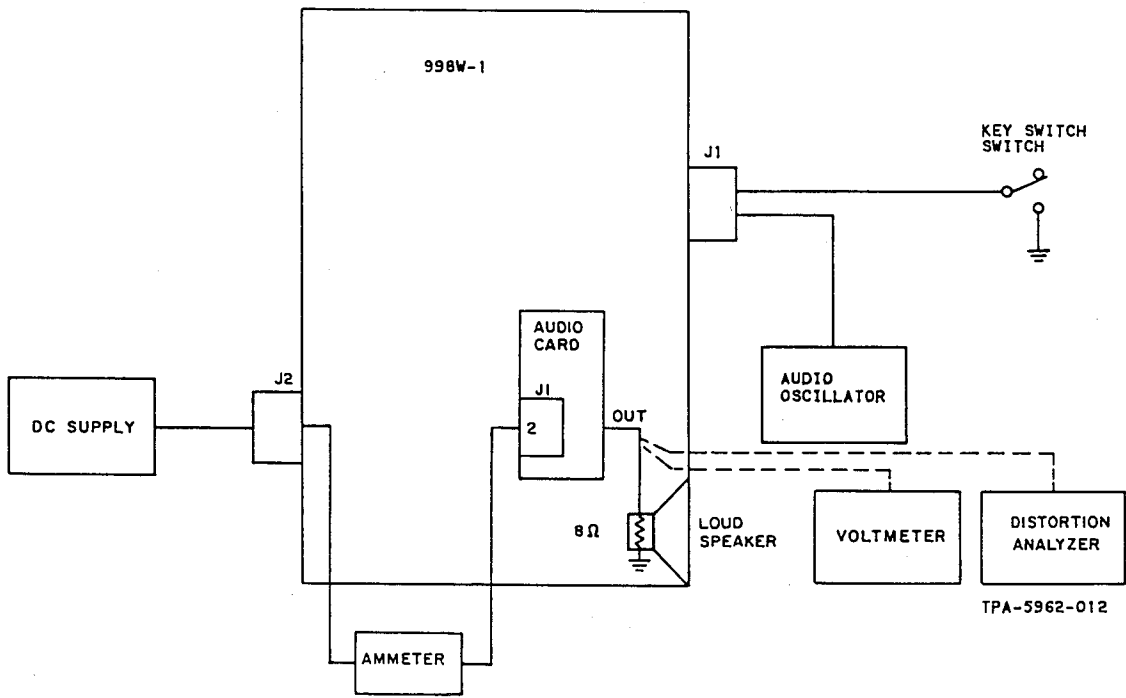 998W-1
KEY SWITCH
SWITCH
J1
AUDIO
CARD
J2
J1
AUDIO
OSCILLATOR
OUT
DC SUPPLY
2
8Ω
LOUD
SPEAKER
VOLTMETER
DISTORTION
ANALYZER
TPA-5962-012
AMMETER